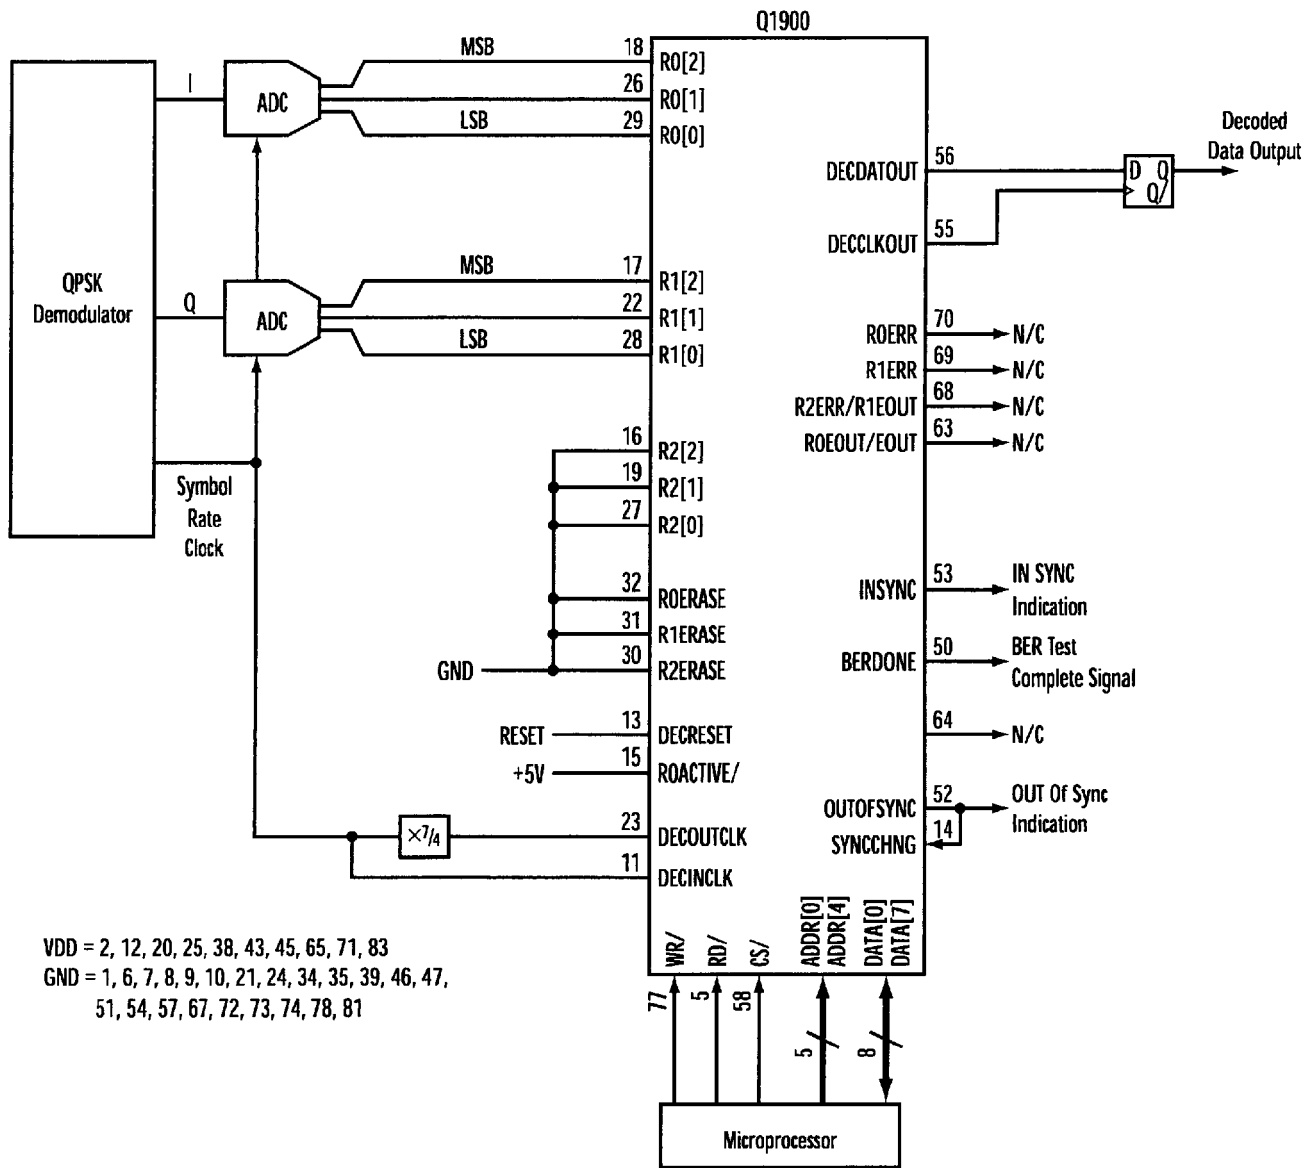 Q1900
MSB
18
R0[2]
I
ADC
26
R0[1]
LSB
29
R0[0]
QPSK
Demodulator
MSB
17
R1[2]
Q
ADC
22
R1[1]
LSB
28
R1[0]
Symbol
Rate
Clock
16
R2[2]
19
R2[1]
27
R2[0]
32
R0ERASE
31
R1ERASE
GND
30
R2ERASE
RESET
13
DECRESET
+5V
15
ROACTIVE/
×7/4
23
DECOUTCLK
11
DECINCLK
DECDATOUT
56
D Q
Q/
Decoded
Data Output
DECCLKOUT
55
R0ERR
70
N/C
R1ERR
69
N/C
R2ERR/R1EOUT
68
N/C
R0EOUT/EOUT
63
N/C
INSYNC
53
IN SYNC
Indication
BERDONE
50
BER Test
Complete Signal
64
N/C
OUTOFSYNC
52
OUT Of Sync
Indication
SYNCCHNG
14
WR/
RD/
CS/
ADDR[0]
ADDR[4]
DATA[0]
DATA[7]
77
5
58
5
8
Microprocessor
VDD = 2, 12, 20, 25, 38, 43, 45, 65, 71, 83
GND = 1, 6, 7, 8, 9, 10, 21, 24, 34, 35, 39, 46, 47,
51, 54, 57, 67, 72, 73, 74, 78, 81